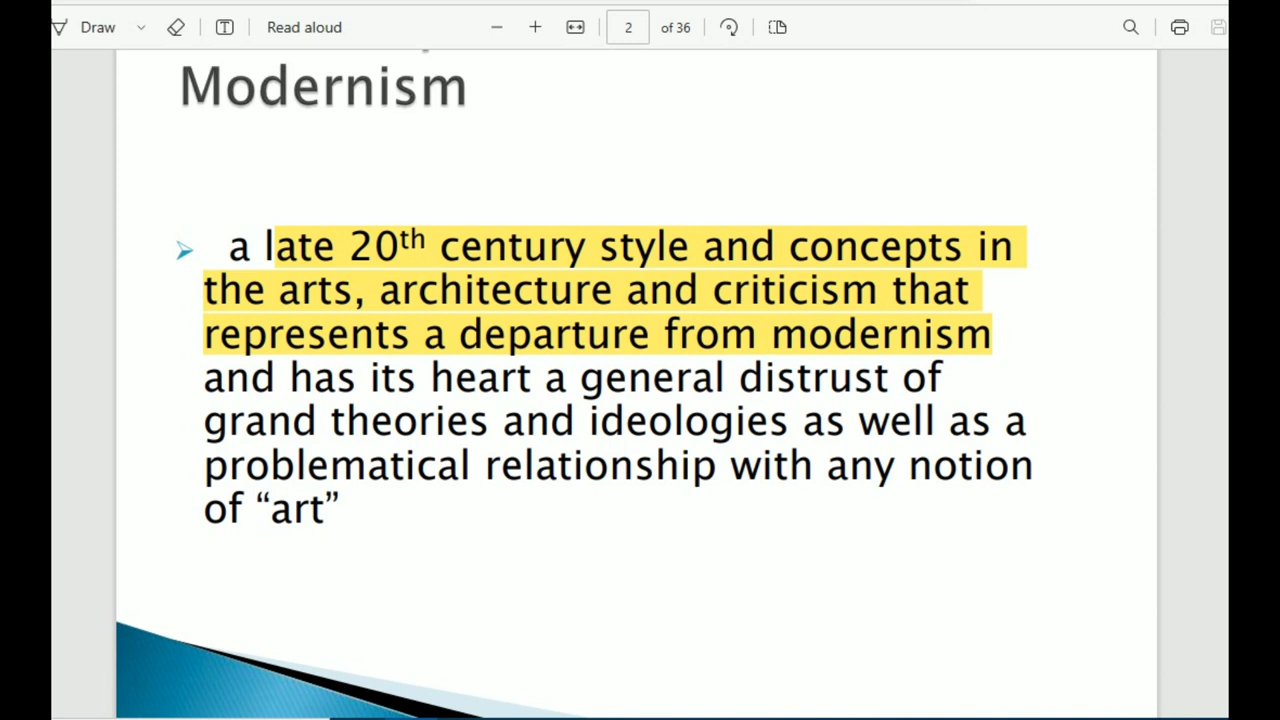 Draw
Read aloud
2
of 36
Modernism
a late 20th century style and concepts in
the arts, architecture and criticism that
represents a departure from modernism
and has its heart a general distrust of
grand theories and ideologies as well as a
problematical relationship with any notion
of “art”